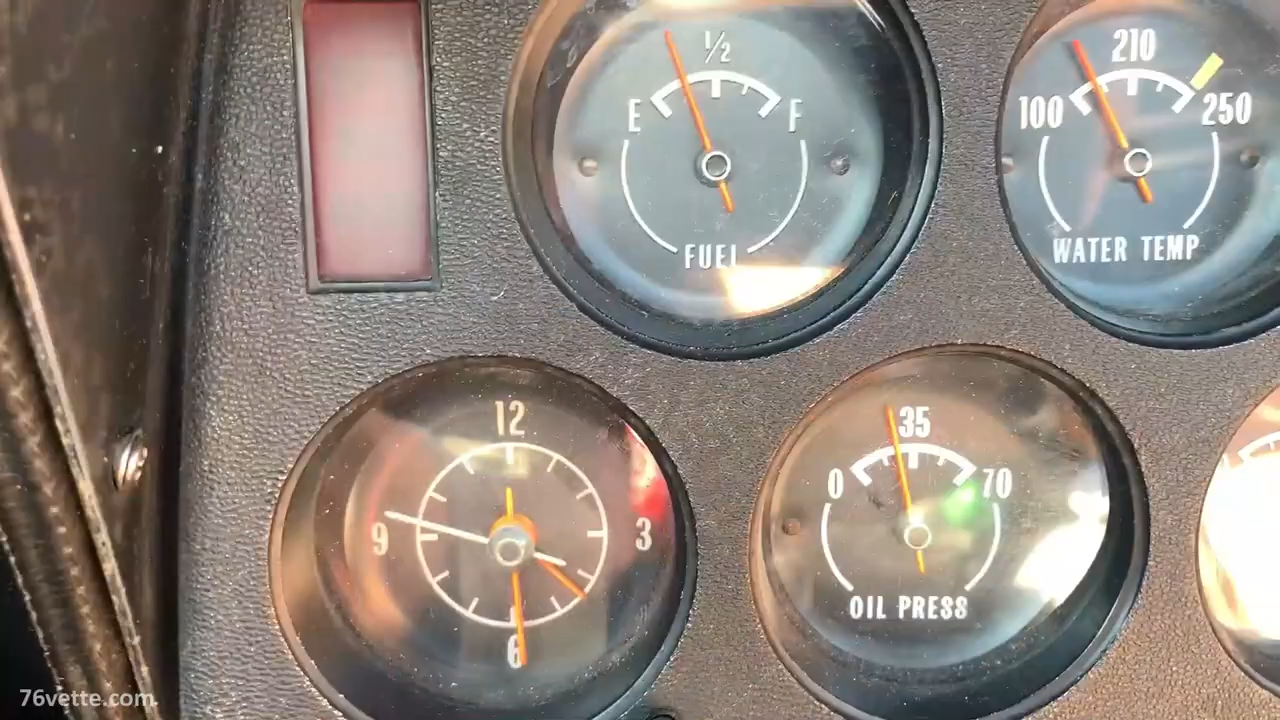 1/2
E F
FUEL
210
100 250
WATER TEMP
12
9 3
6
35
0 70
OIL PRESS
76vette.com